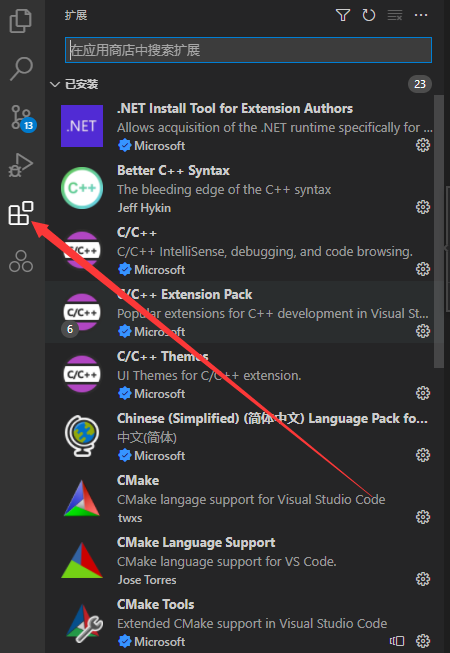 扩展
在应用商店中搜索扩展
已安装
23
13
.NET
.NET Install Tool for Extension Authors
Allows acquisition of the .NET runtime specifically for ...
Microsoft
C++
Better C++ Syntax
The bleeding edge of the C++ syntax
Jeff Hykin
C/C++
C/C++
C/C++ IntelliSense, debugging, and code browsing.
Microsoft
C/C++
6
C/C++ Extension Pack
Popular extensions for C++ development in Visual St...
Microsoft
C/C++
C/C++ Themes
UI Themes for C/C++ extension.
Microsoft
Chinese (Simplified) (简体中文) Language Pack fo...
中文(简体)
Microsoft
CMake
CMake langage support for Visual Studio Code
twxs
CMake Language Support
CMake language support for VS Code.
Jose Torres
CMake Tools
Extended CMake support in Visual Studio Code
Microsoft